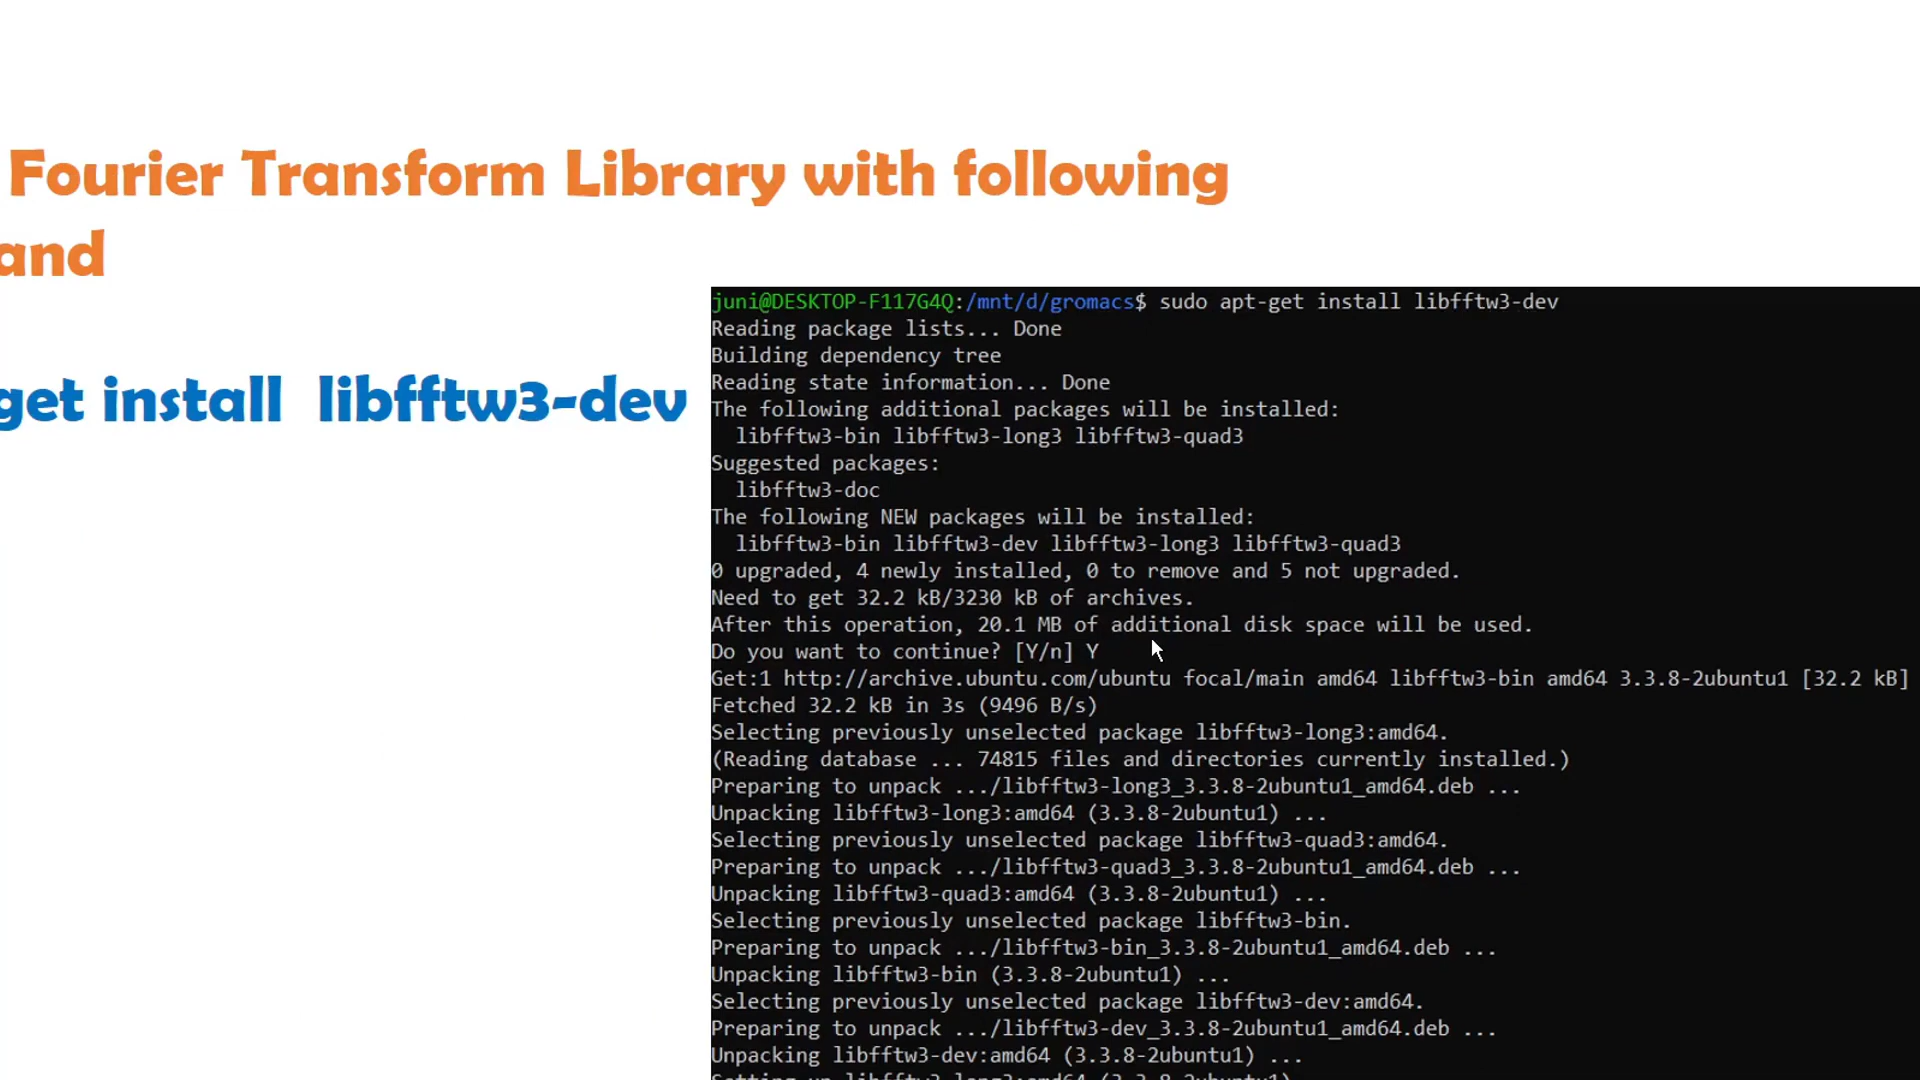 Fourier Transform Library with following
and
get install libfftw3-dev
juni@DESKTOP-F117G4Q:/mnt/d/gromacs$ sudo apt-get install libfftw3-dev
Reading package lists... Done
Building dependency tree
Reading state information... Done
The following additional packages will be installed:
libfftw3-bin libfftw3-long3 libfftw3-quad3
Suggested packages:
libfftw3-doc
The following NEW packages will be installed:
libfftw3-bin libfftw3-dev libfftw3-long3 libfftw3-quad3
0 upgraded, 4 newly installed, 0 to remove and 5 not upgraded.
Need to get 32.2 kB/3230 kB of archives.
After this operation, 20.1 MB of additional disk space will be used.
Do you want to continue? [Y/n] Y
Get:1 http://archive.ubuntu.com/ubuntu focal/main amd64 libfftw3-bin amd64 3.3.8-2ubuntu1 [32.2 kB]
Fetched 32.2 kB in 3s (9496 B/s)
Selecting previously unselected package libfftw3-long3:amd64.
(Reading database ... 74815 files and directories currently installed.)
Preparing to unpack .../libfftw3-long3_3.3.8-2ubuntu1_amd64.deb ...
Unpacking libfftw3-long3:amd64 (3.3.8-2ubuntu1) ...
Selecting previously unselected package libfftw3-quad3:amd64.
Preparing to unpack .../libfftw3-quad3_3.3.8-2ubuntu1_amd64.deb ...
Unpacking libfftw3-quad3:amd64 (3.3.8-2ubuntu1) ...
Selecting previously unselected package libfftw3-bin.
Preparing to unpack .../libfftw3-bin_3.3.8-2ubuntu1_amd64.deb ...
Unpacking libfftw3-bin (3.3.8-2ubuntu1) ...
Selecting previously unselected package libfftw3-dev:amd64.
Preparing to unpack .../libfftw3-dev_3.3.8-2ubuntu1_amd64.deb ...
Unpacking libfftw3-dev:amd64 (3.3.8-2ubuntu1) ...